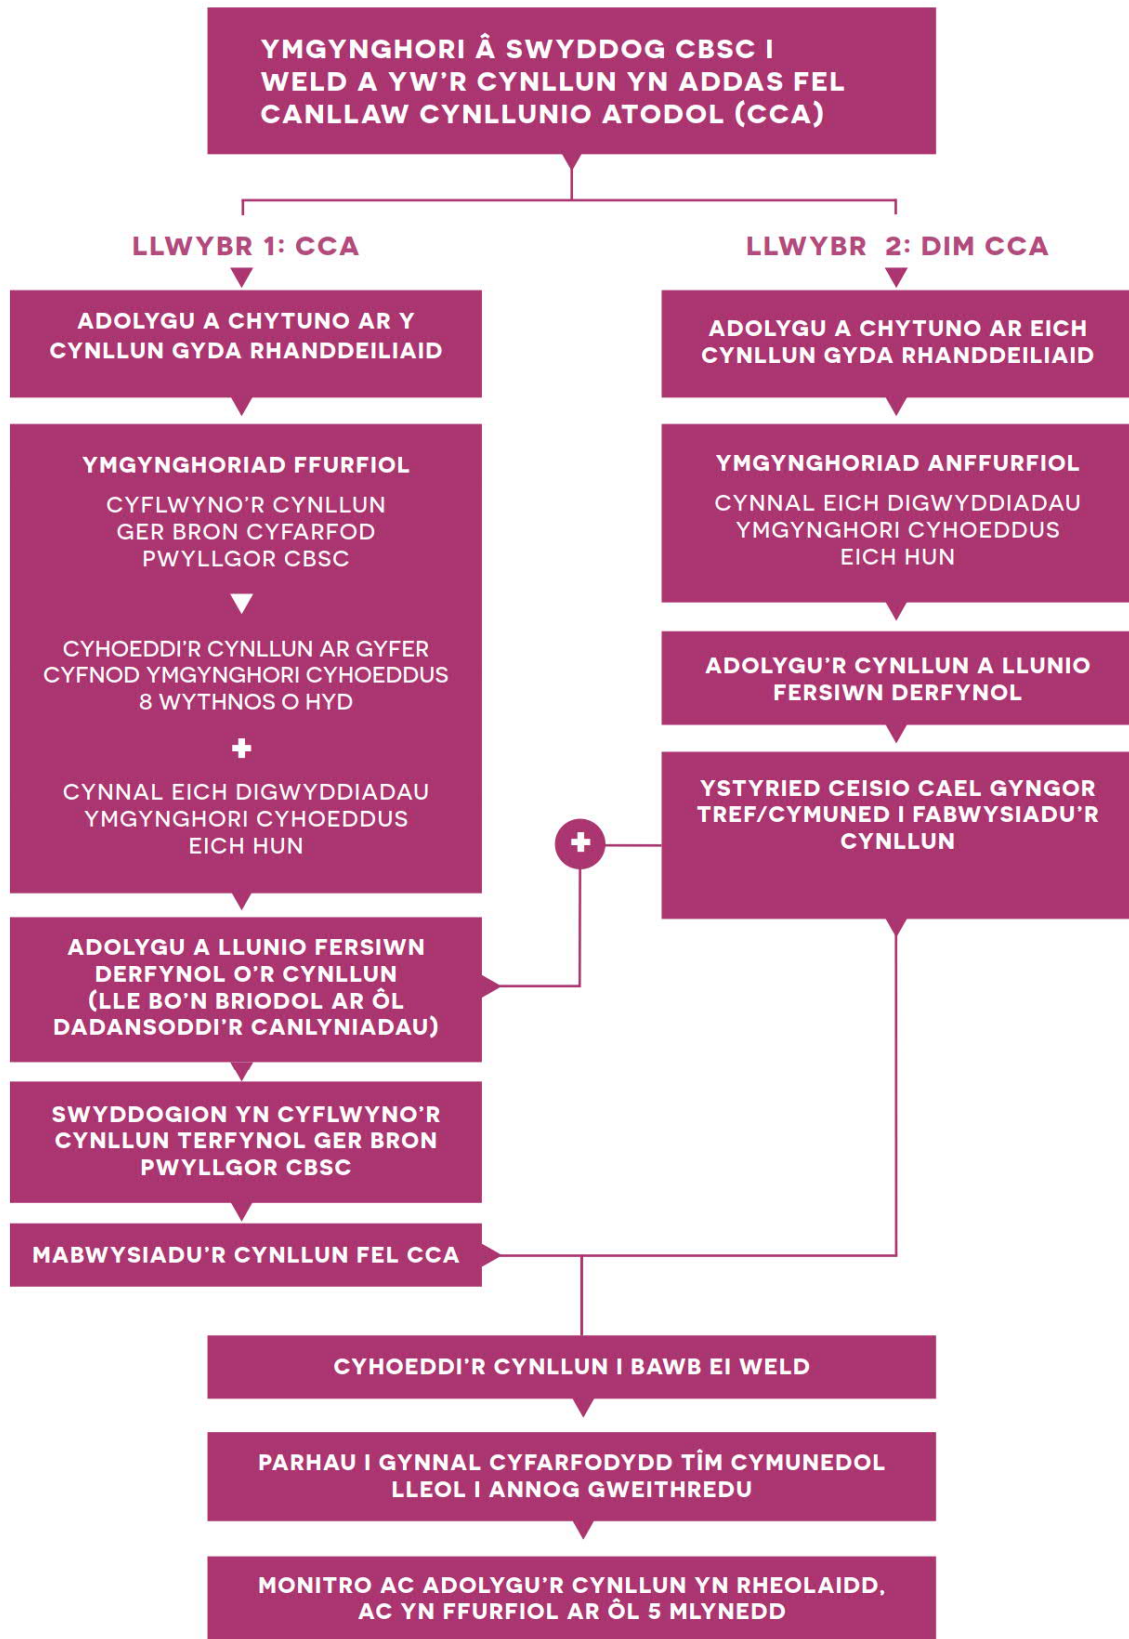 YMGYNGHORI Â SWYDDOG CBSC I
WELD A YW'R CYNLLUN YN ADDAS FEL
CANLLAW CYNLLUNIO ATODOL (CCA)
LLWYBR 1: CCA
ADOLYGU A CHYTUNO AR Y
CYNLLUN GYDA RHANDDEILIAID
YMGYNGHORIAD FFURFIOL
CYFLWYNO'R CYNLLUN
GER BRON CYFARFOD
PWYLLGOR CBSC
CYHOEDDI'R CYNLLUN AR GYFER
CYFNOD YMGYNGHORI CYHOEDDUS
8 WYTHNOS O HYD
+
CYNNAL EICH DIGWYDDIADAU
YMGYNGHORI CYHOEDDUS
EICH HUN
ADOLYGU A LLUNIO FERSIWN
DERFYNOL O'R CYNLLUN
(LLE BO'N BRIODOL AR ÔL
DADANSODDI'R CANLYNIADAU)
SWYDDOGION YN CYFLWYNO'R
CYNLLUN TERFYNOL GER BRON
PWYLLGOR CBSC
MABWYSIADU'R CYNLLUN FEL CCA
LLWYBR 2: DIM CCA
ADOLYGU A CHYTUNO AR EICH
CYNLLUN GYDA RHANDDEILIAID
YMGYNGHORIAD ANFFURFIOL
CYNNAL EICH DIGWYDDIADAU
YMGYNGHORI CYHOEDDUS
EICH HUN
ADOLYGU'R CYNLLUN A LLUNIO
FERSIWN DERFYNOL
YSTYRIED CEISIO CAEL GYNGOR
TREF/CYMUNED I FABWYSIADU'R
CYNLLUN
+
CYHOEDDI'R CYNLLUN I BAWB EI WELD
PARHAU I GYNNAL CYFARFODYDD TÎM CYMUNEDOL
LLEOL I ANNOG GWEITHREDU
MONITRO AC ADOLYGU'R CYNLLUN YN RHEOLAIDD,
AC YN FFURFIOL AR ÔL 5 MLYNEDD